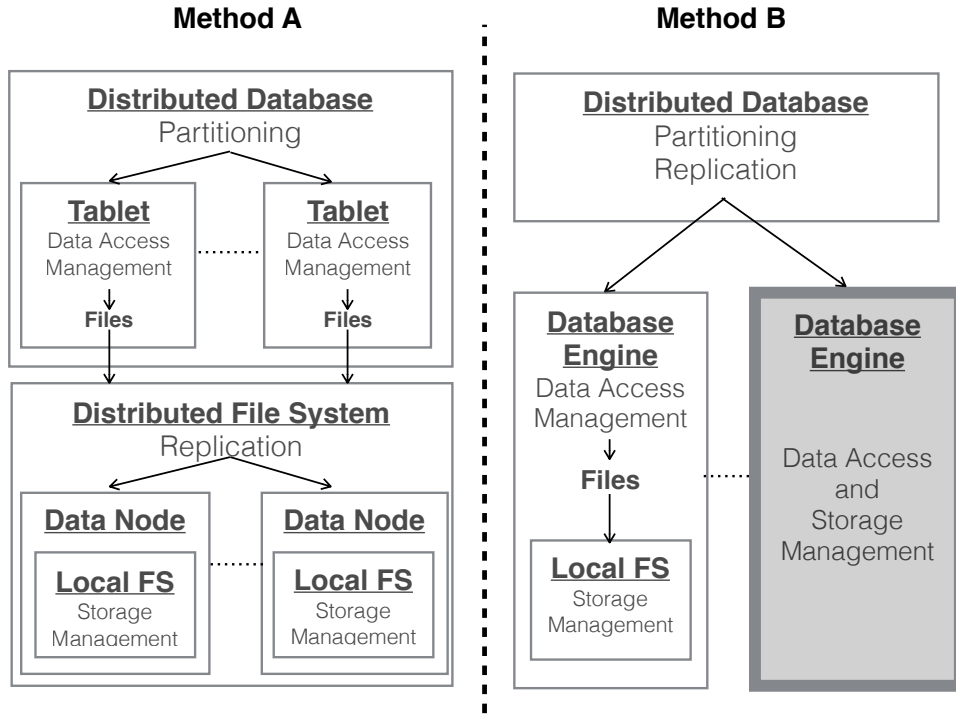 Method A
Distributed Database
Partitioning
Tablet
Data Access
Management
Files
Tablet
Data Access
Management
Files
Distributed File System
Replication
Data Node
Local FS
Storage
Management
Data Node
Local FS
Storage
Management
Method B
Distributed Database
Partitioning
Replication
Database
Engine
Data Access
Management
Files
Local FS
Storage
Management
Database
Engine
Data Access
and
Storage
Management